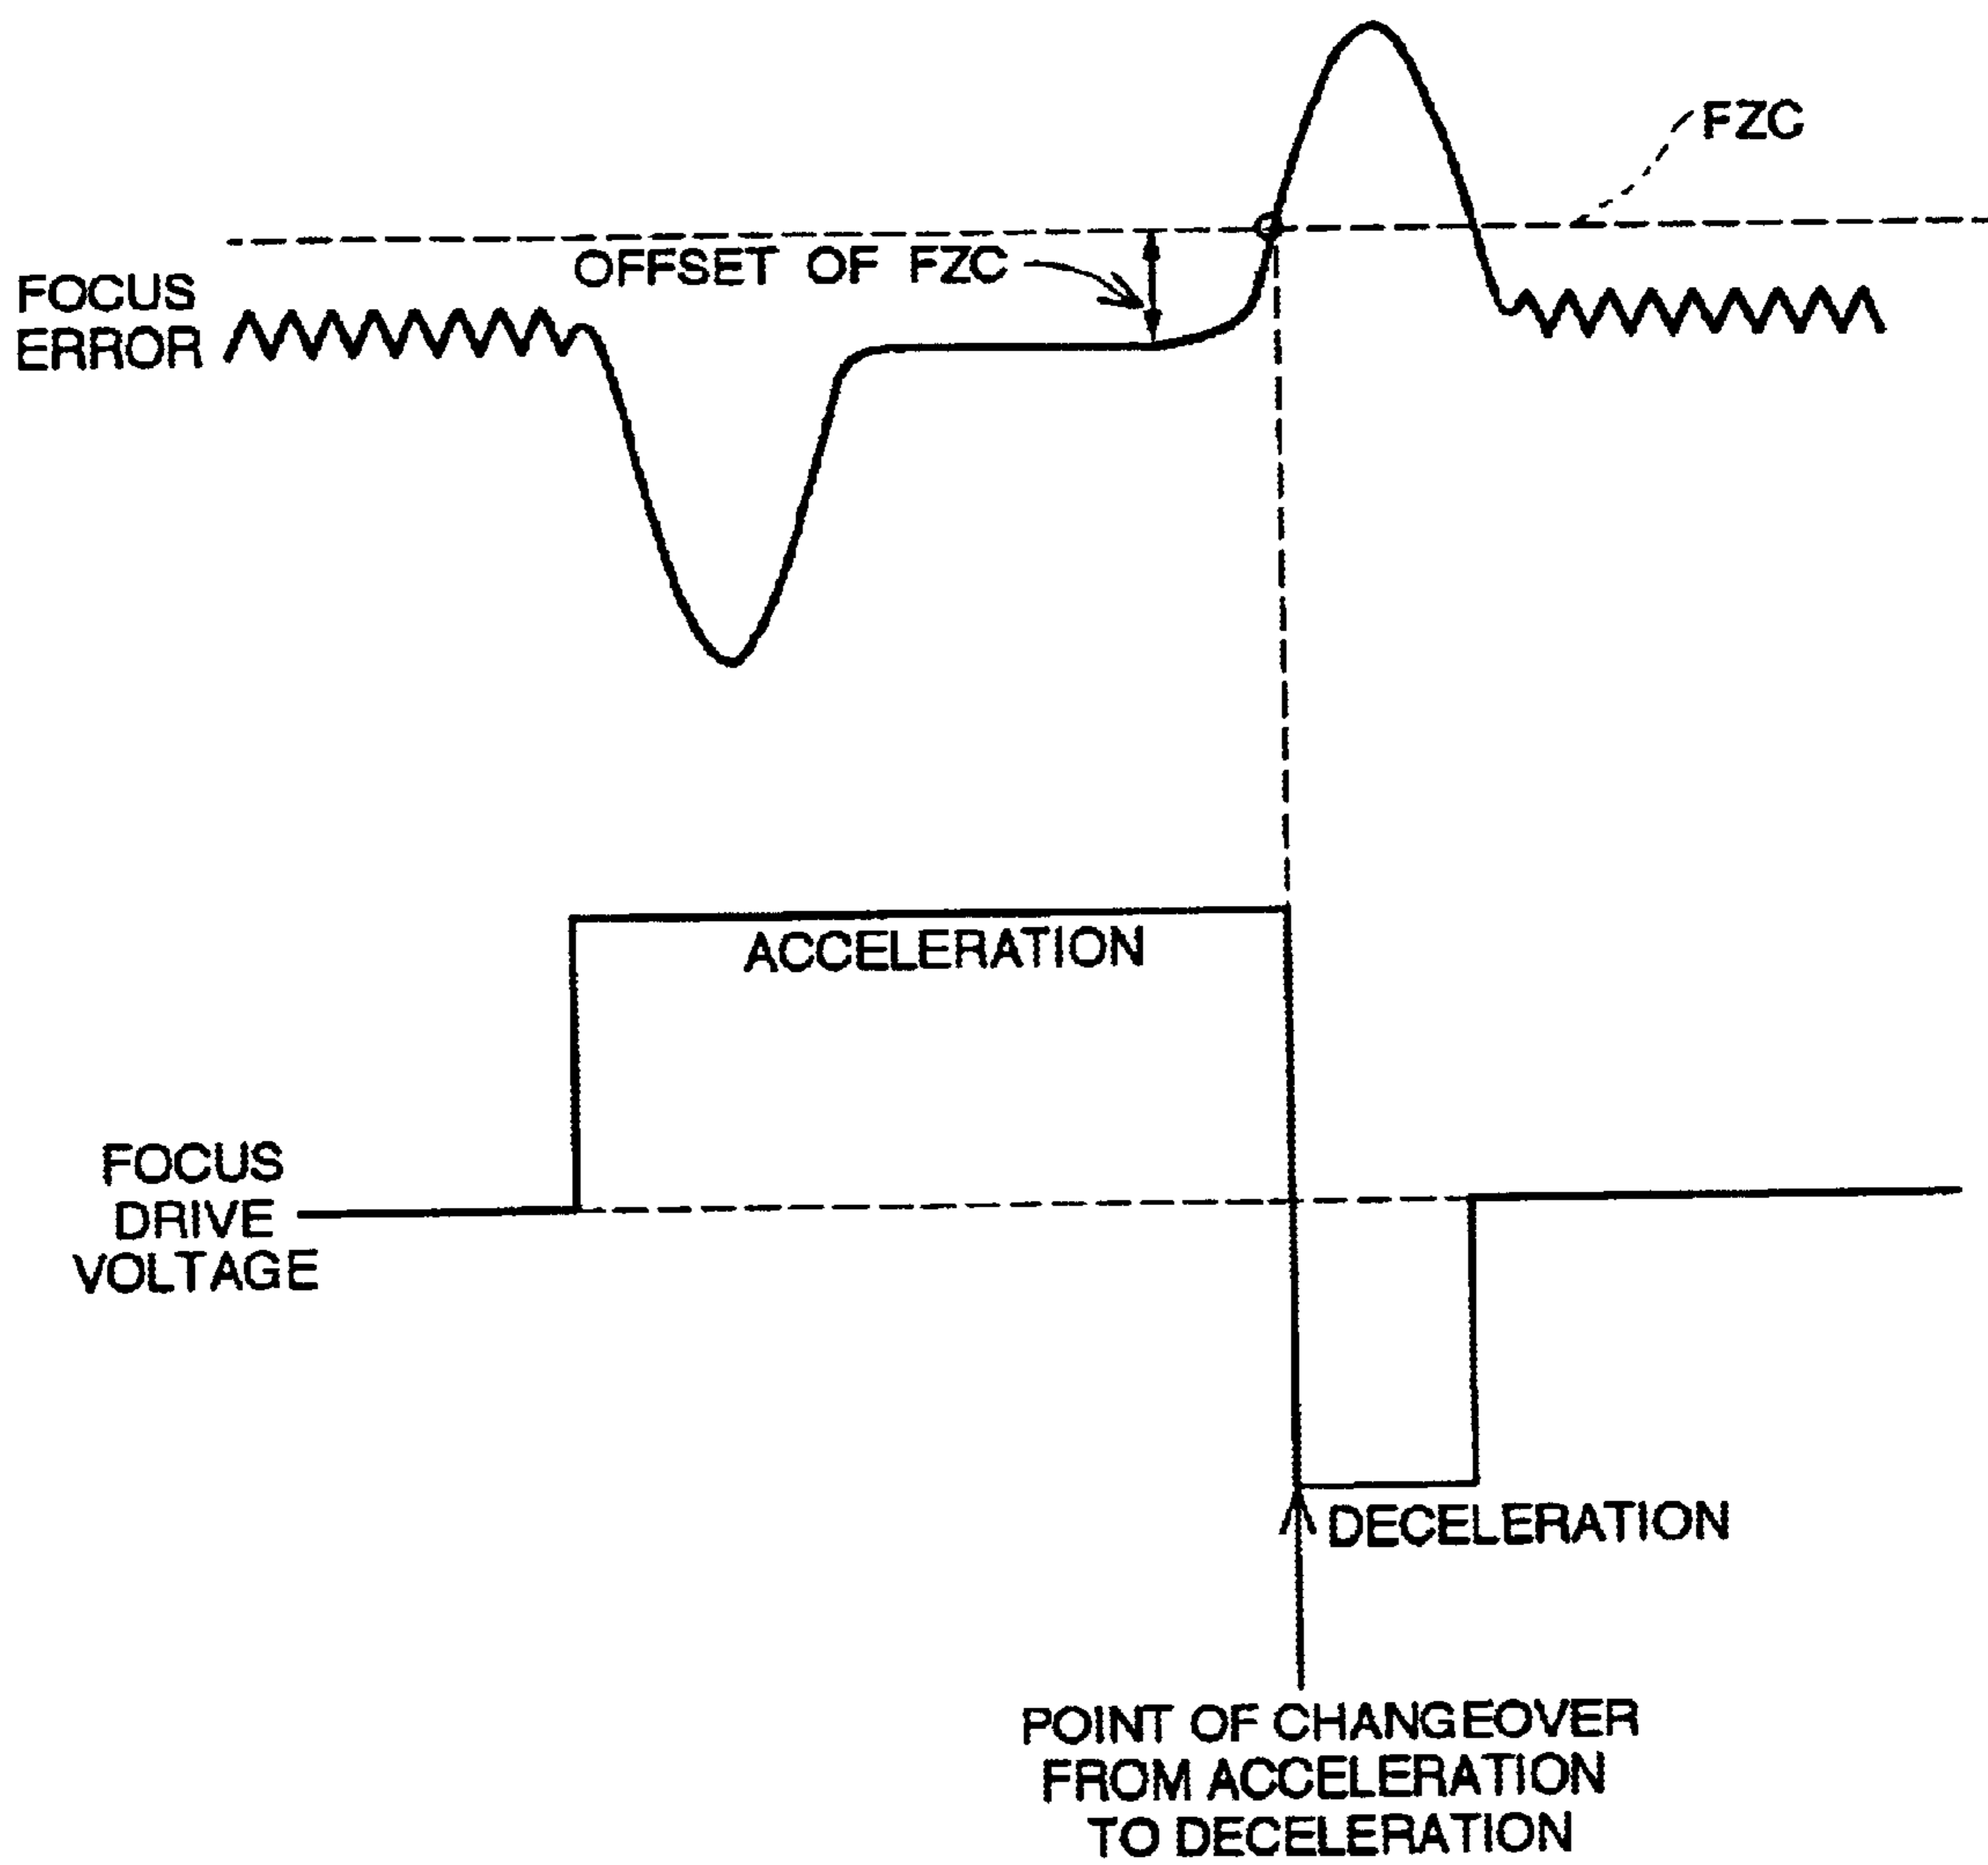 FZC
OFFSET OF FZC
FOCUS
ERROR
ACCELERATION
FOCUS
DRIVE
VOLTAGE
DECELERATION
POINT OF CHANGEOVER
FROM ACCELERATION
TO DECELERATION